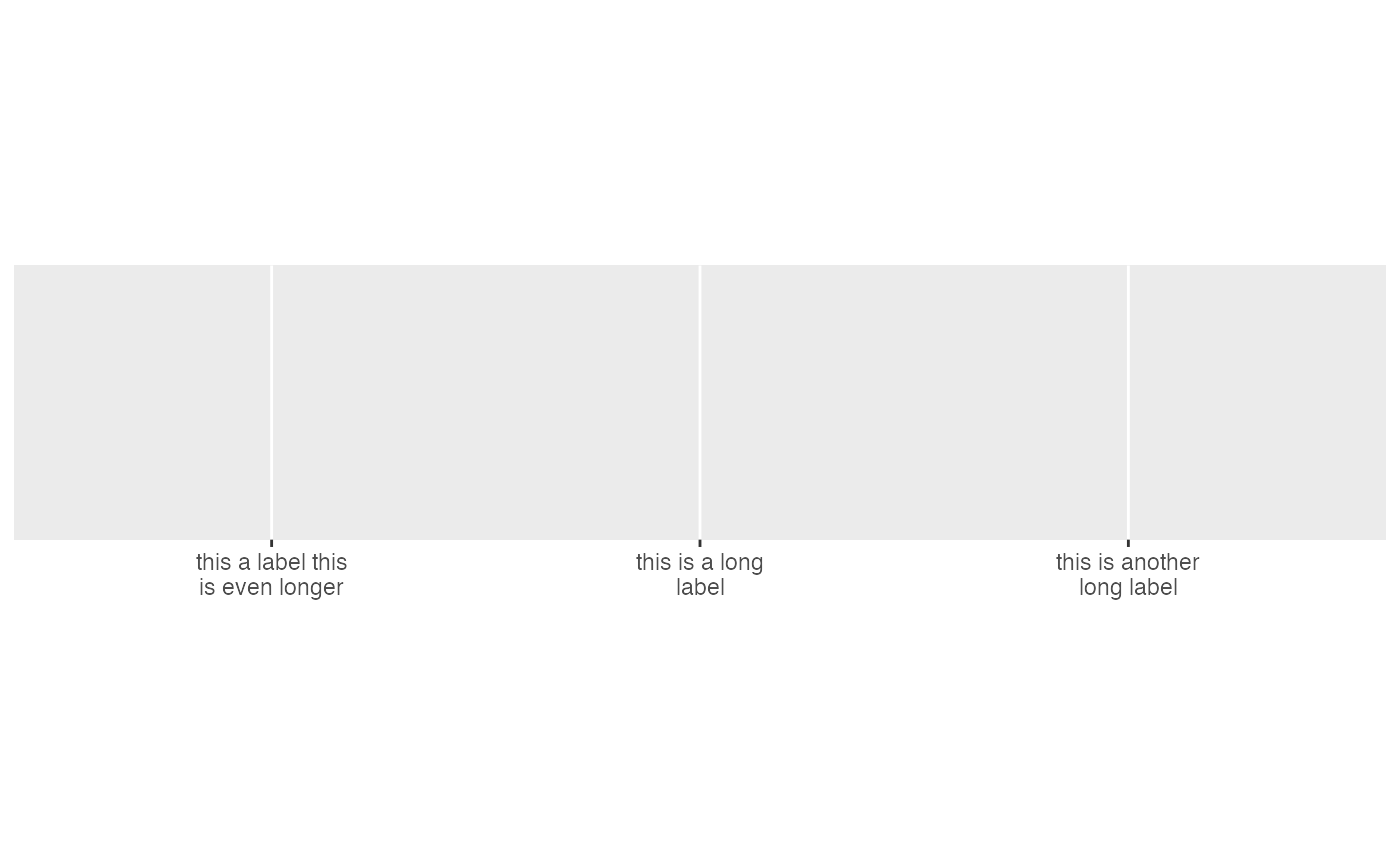 this a label this
is even longer
this is a long
label
this is another
long label